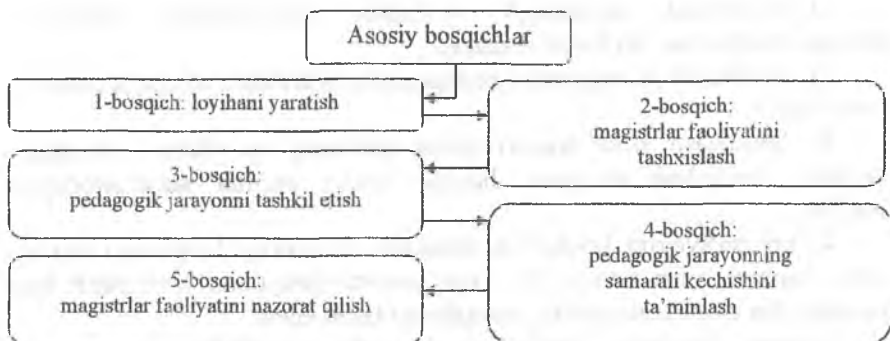 Asosiy bosqichlar
1-bosqich: loyihani yaratish
2-bosqich:
magistrlar faoliyatini
tashxislash
3-bosqich:
pedagogik jarayonni tashkil etish
4-bosqich:
pedagogik jarayonning
samarali kechishini
ta’minlash
5-bosqich:
magistrlar faoliyatini nazorat qilish